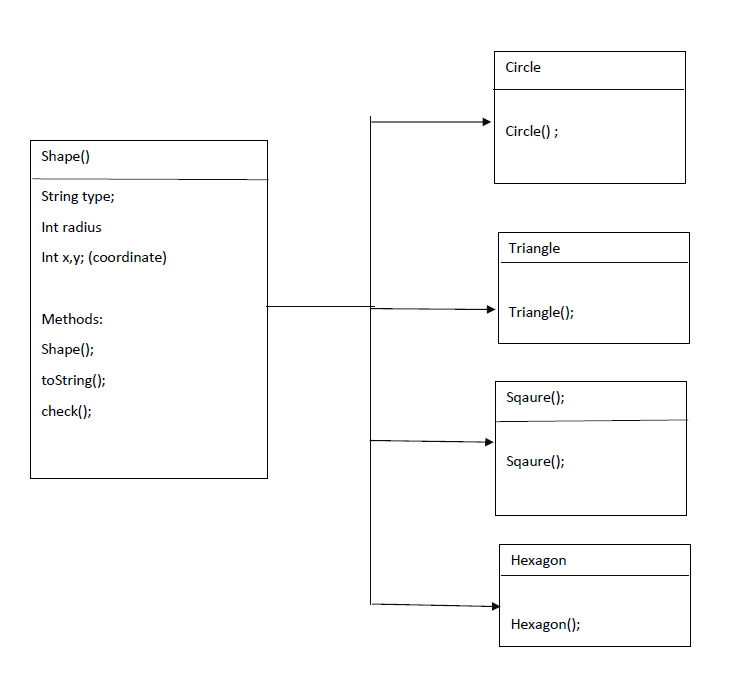 Shape()
String type;
Int radius
Int x,y; (coordinate)
Methods:
Shape();
toString();
check();
Circle
Circle() ;
Triangle
Triangle();
Sqaure();
Sqaure();
Hexagon
Hexagon();